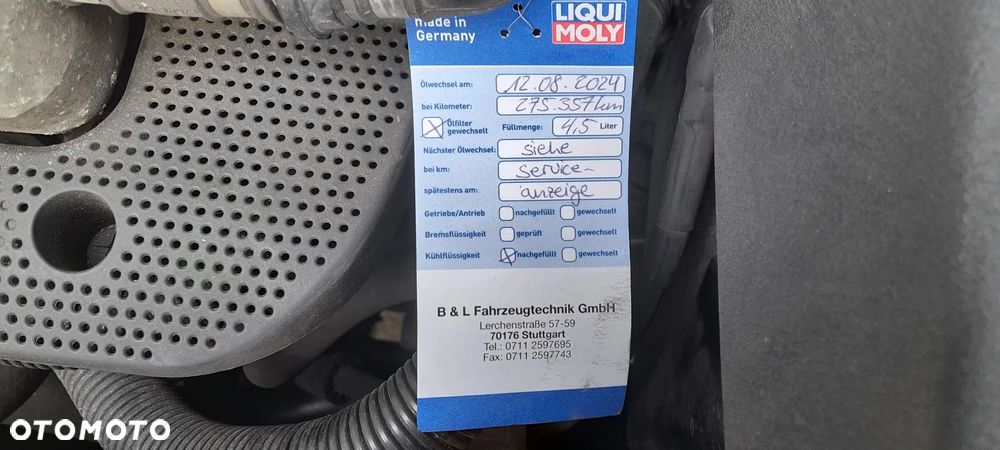 made in
Germany
LIQUI
MOLY
Ölwechsel am: 12.08.2024
bei Kilometer: 275.357 km
Ölfilter
gewechselt
Füllmenge: 4,5 Liter
Nächster Ölwechsel: siehe
bei km: service-
spätestens am: anzeige
Getriebe/Antrieb nachgefüllt gewechselt
Bremsflüssigkeit geprüft gewechselt
Kühlflüssigkeit nachgefüllt gewechselt
B & L Fahrzeugtechnik GmbH
Lerchenstraße 57-59
70176 Stuttgart
Tel.: 0711 2597695
Fax: 0711 2597743
OTOMOTO